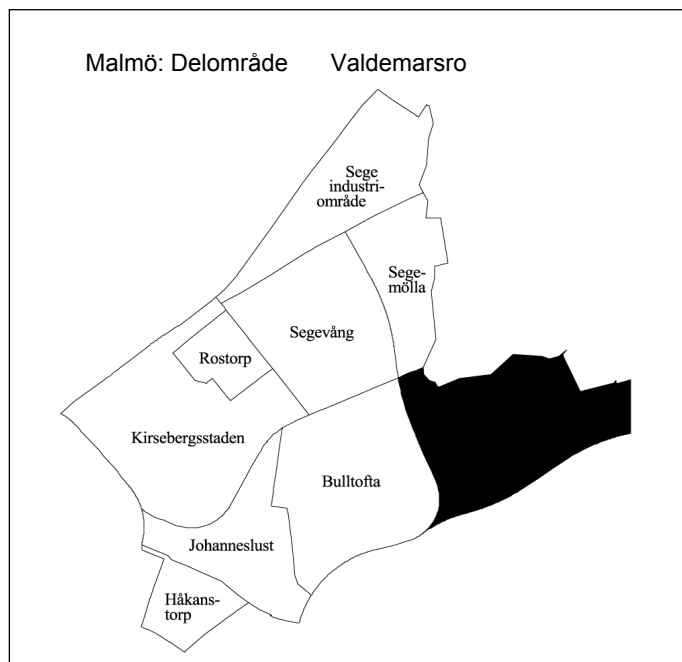 Malmö: Delområde Valdemarsro
Sege
industri-
område
Sege-
mölla
Segevång
Rostorp
Kirsebergsstaden
Bulltofta
Johanneslust
Håkans-
torp